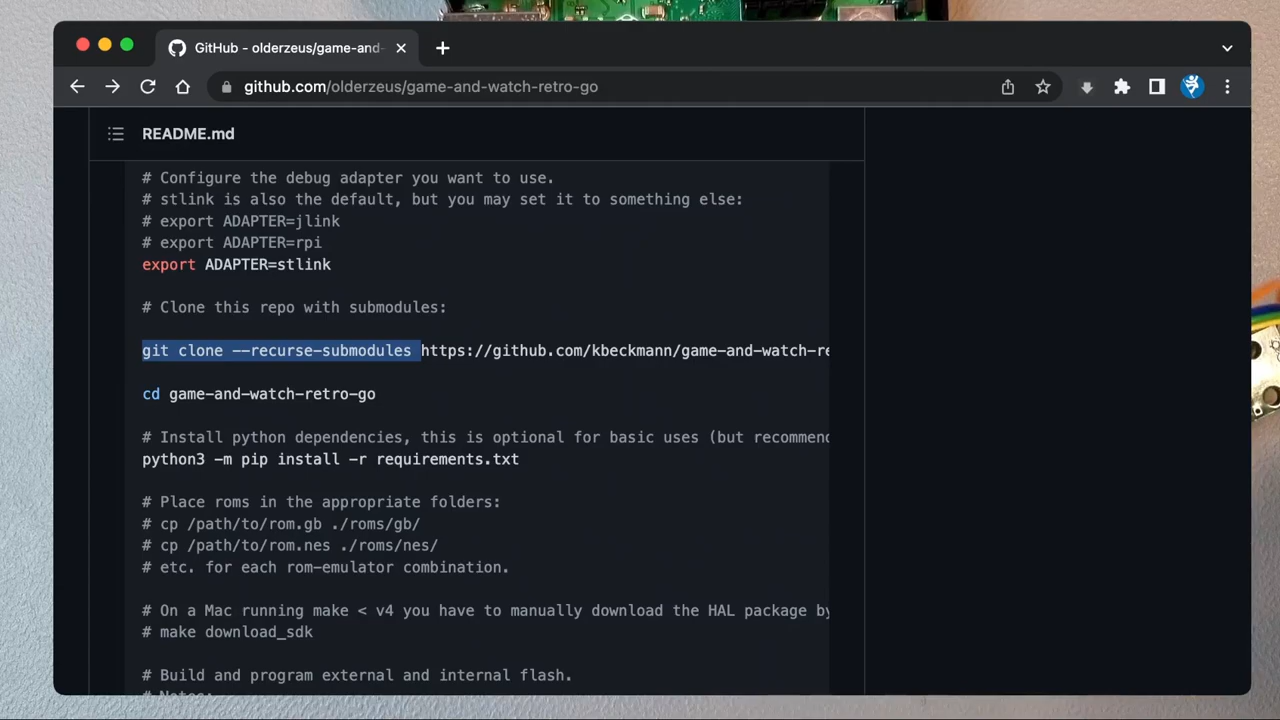 GitHub - olderzeus/game-and-
github.com/olderzeus/game-and-watch-retro-go
README.md
# Configure the debug adapter you want to use.
# stlink is also the default, but you may set it to something else:
# export ADAPTER=jlink
# export ADAPTER=rpi
export ADAPTER=stlink
# Clone this repo with submodules:
git clone --recurse-submodules https://github.com/kbeckmann/game-and-watch-re
cd game-and-watch-retro-go
# Install python dependencies, this is optional for basic uses (but recommend
python3 -m pip install -r requirements.txt
# Place roms in the appropriate folders:
# cp /path/to/rom.gb ./roms/gb/
# cp /path/to/rom.nes ./roms/nes/
# etc. for each rom-emulator combination.
# On a Mac running make < v4 you have to manually download the HAL package by
# make download_sdk
# Build and program external and internal flash.
# Notes: